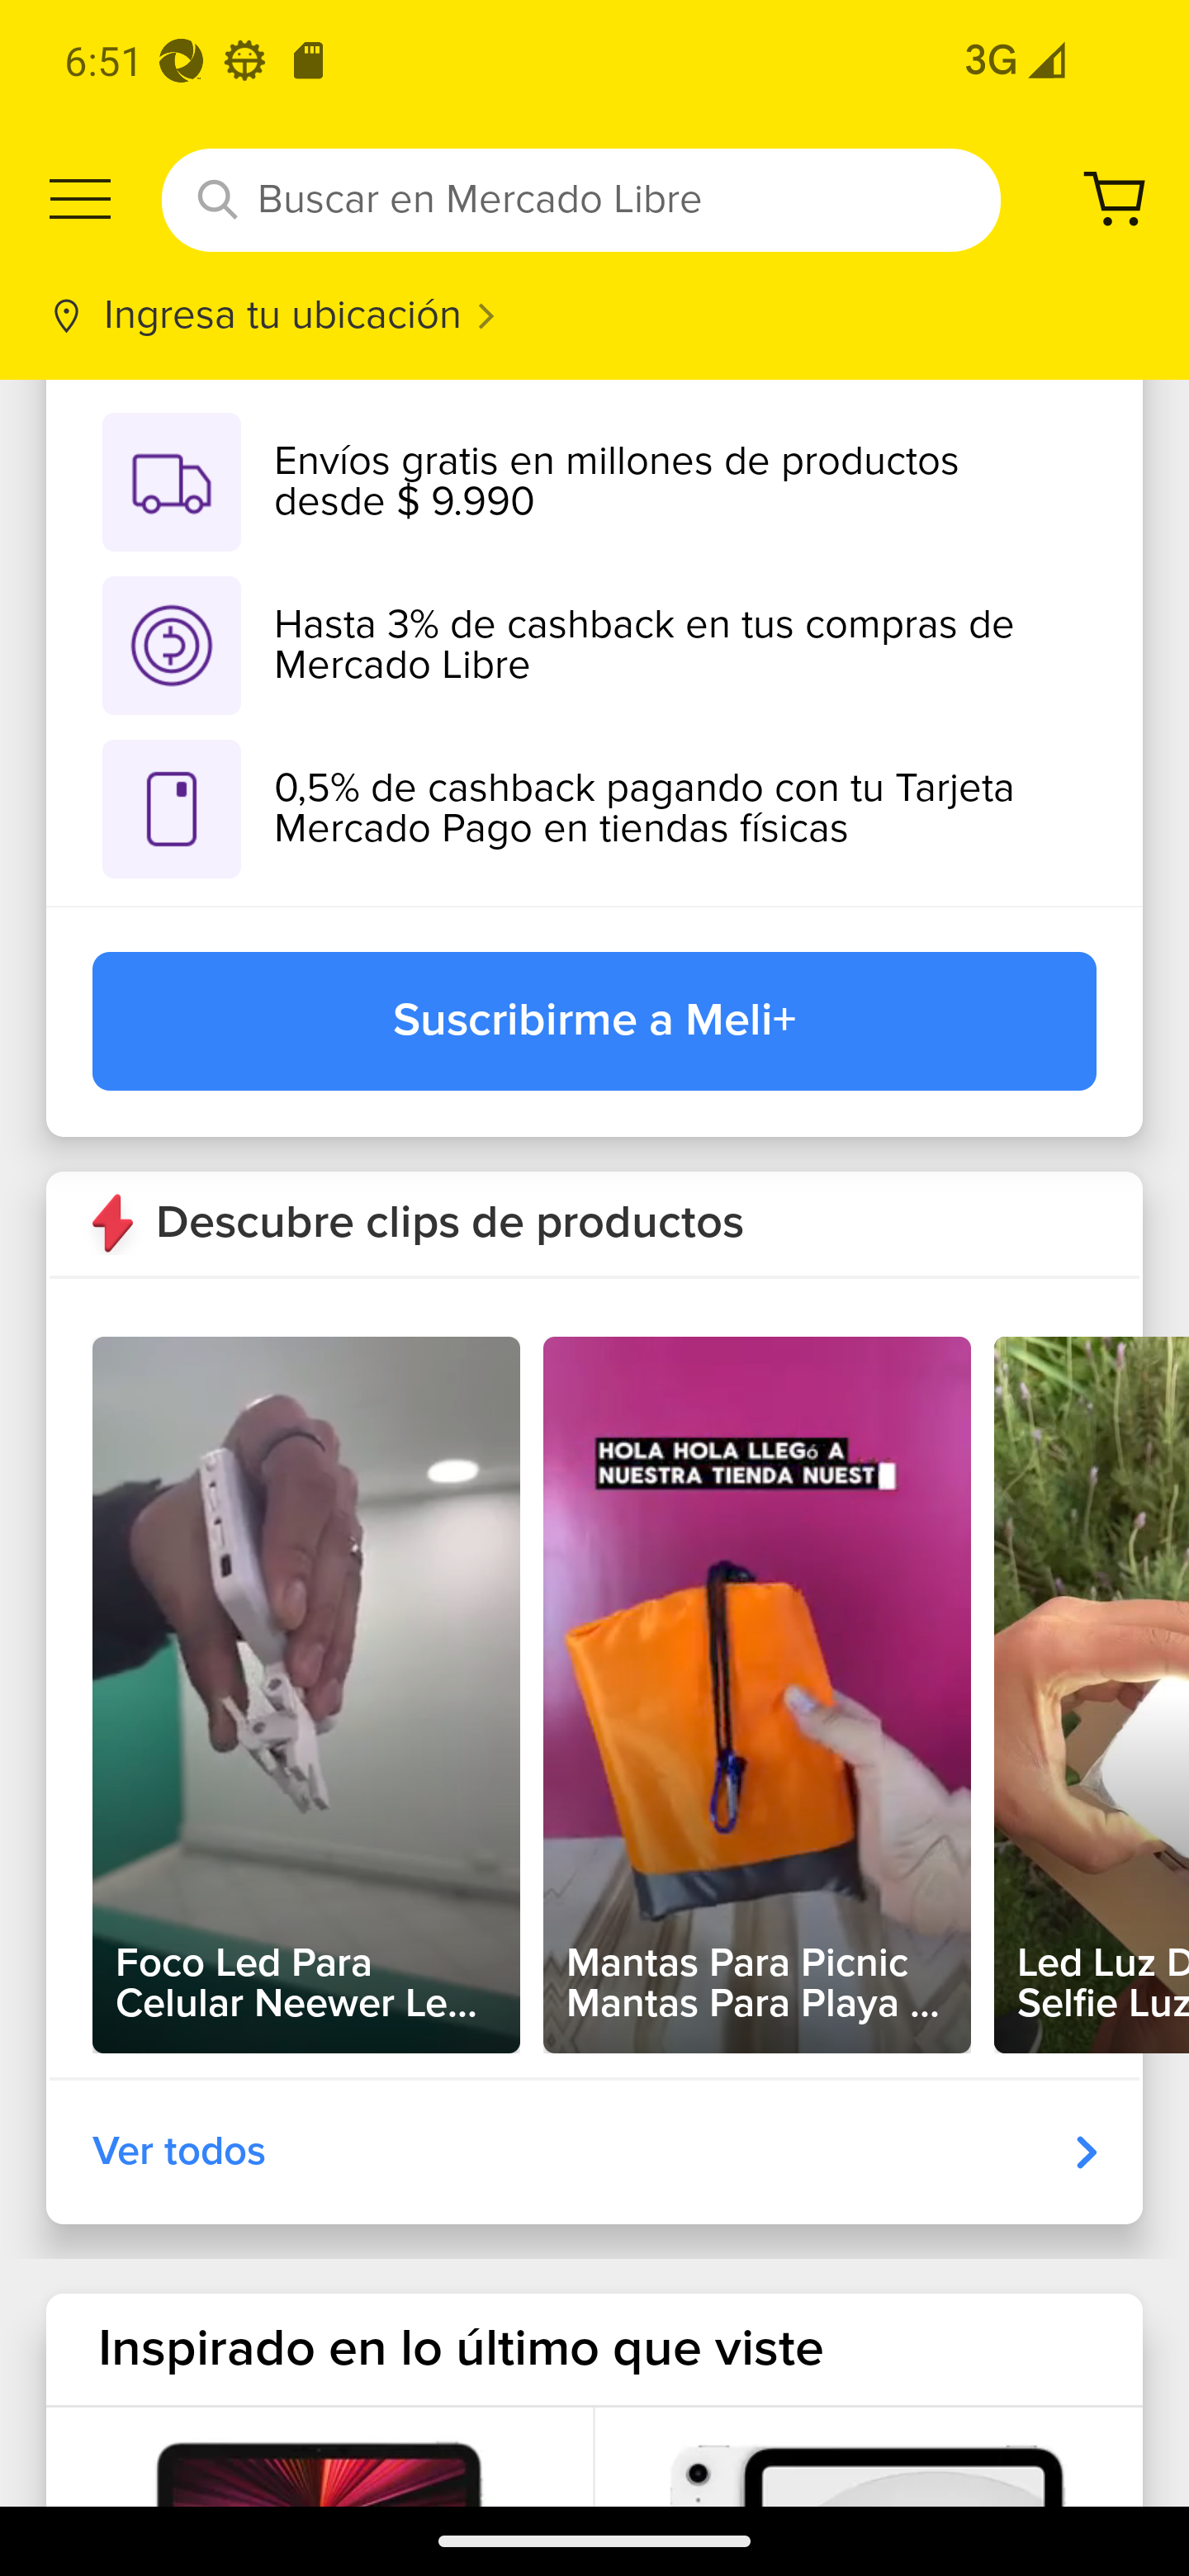 6:51
3G
Buscar en Mercado Libre
Ingresa tu ubicación
Envíos gratis en millones de productos
desde $ 9.990
Hasta 3% de cashback en tus compras de
Mercado Libre
0,5% de cashback pagando con tu Tarjeta
Mercado Pago en tiendas físicas
Suscribirme a Meli+
Descubre clips de productos
HOLA HOLA LLEGó A
NUESTRA TIENDA NUEST
Foco Led Para
Celular Neewer Le...
Mantas Para Picnic
Mantas Para Playa ...
Led Luz D
Selfie Luz
Ver todos
Inspirado en lo último que viste